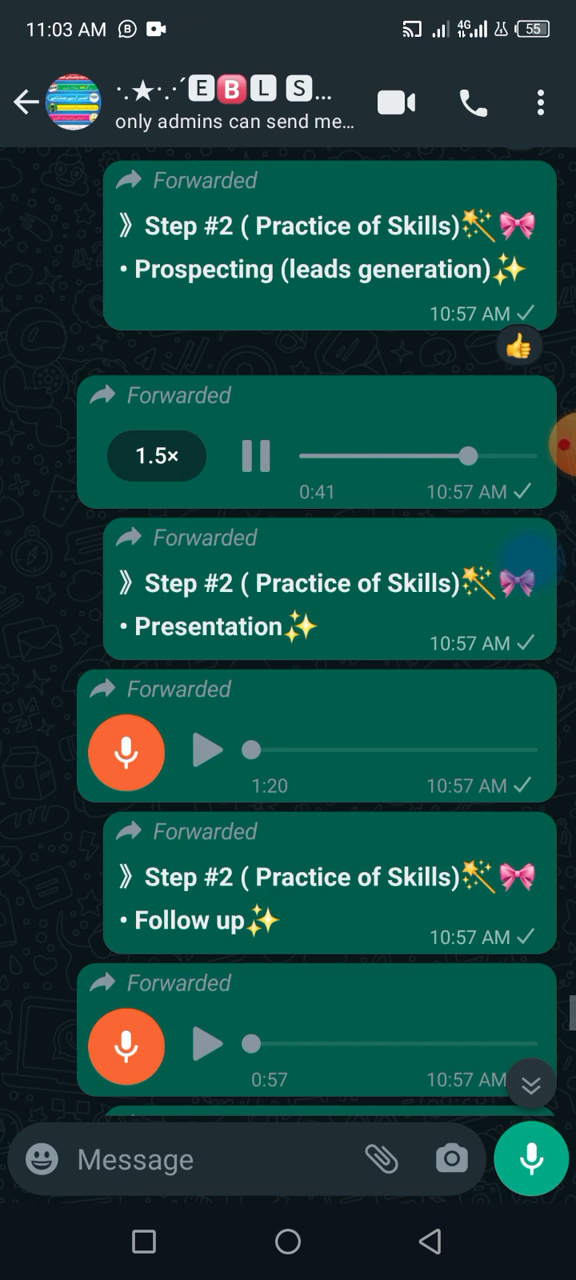 11:03 AM
4G
55
·.★·.·´🄴🅱🄻 🅂...
only admins can send me...
Forwarded
》 Step #2 ( Practice of Skills)🪄🎀
• Prospecting (leads generation)✨
10:57 AM
👍
Forwarded
1.5×
0:41
10:57 AM
Forwarded
》 Step #2 ( Practice of Skills)🪄🎀
• Presentation✨
10:57 AM
Forwarded
1:20
10:57 AM
Forwarded
》 Step #2 ( Practice of Skills)🪄🎀
• Follow up✨
10:57 AM
Forwarded
0:57
10:57 AM
Message